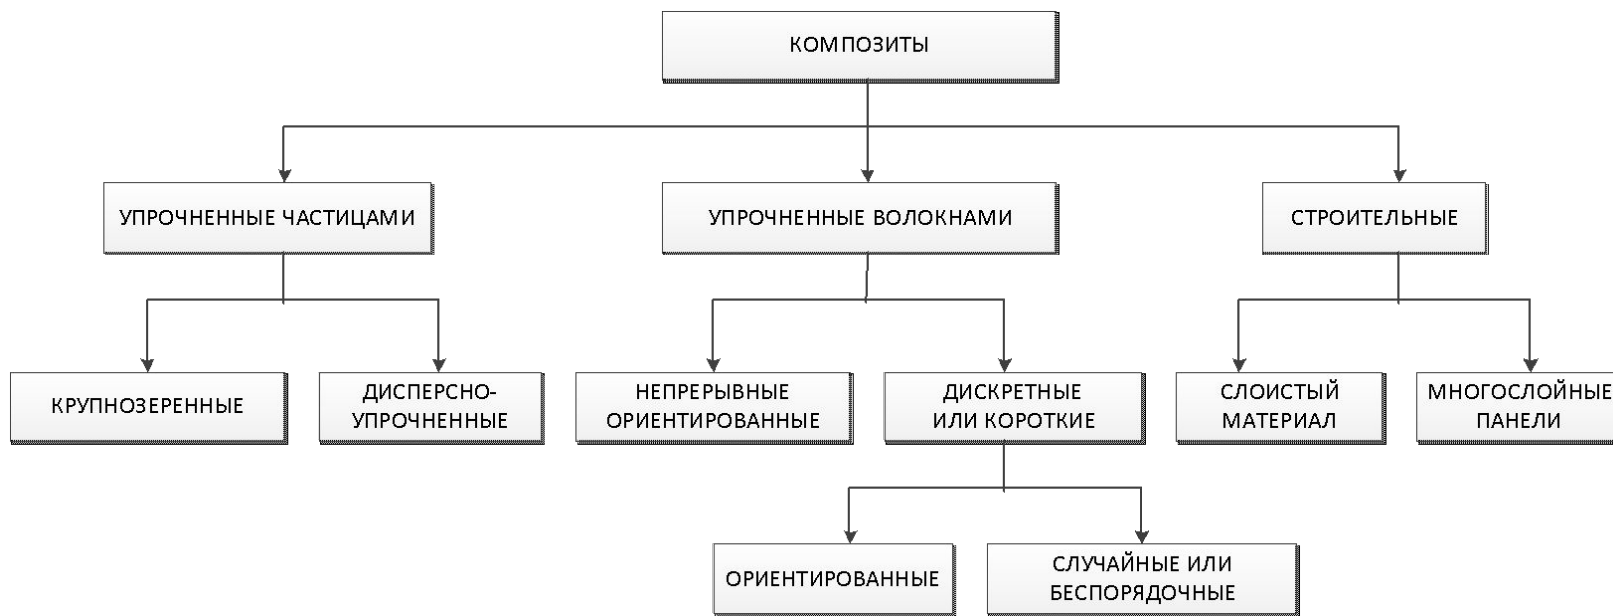 КОМПОЗИТЫ
УПРОЧНЕННЫЕ ЧАСТИЦАМИ
УПРОЧНЕННЫЕ ВОЛОКНАМИ
СТРОИТЕЛЬНЫЕ
КРУПНОЗЕРЕННЫЕ
ДИСПЕРСНО-
УПРОЧНЕННЫЕ
НЕПРЕРЫВНЫЕ
ОРИЕНТИРОВАННЫЕ
ДИСКРЕТНЫЕ
ИЛИ КОРОТКИЕ
СЛОИСТЫЙ
МАТЕРИАЛ
МНОГОСЛОЙНЫЕ
ПАНЕЛИ
ОРИЕНТИРОВАННЫЕ
СЛУЧАЙНЫЕ ИЛИ
БЕСПОРЯДОЧНЫЕ